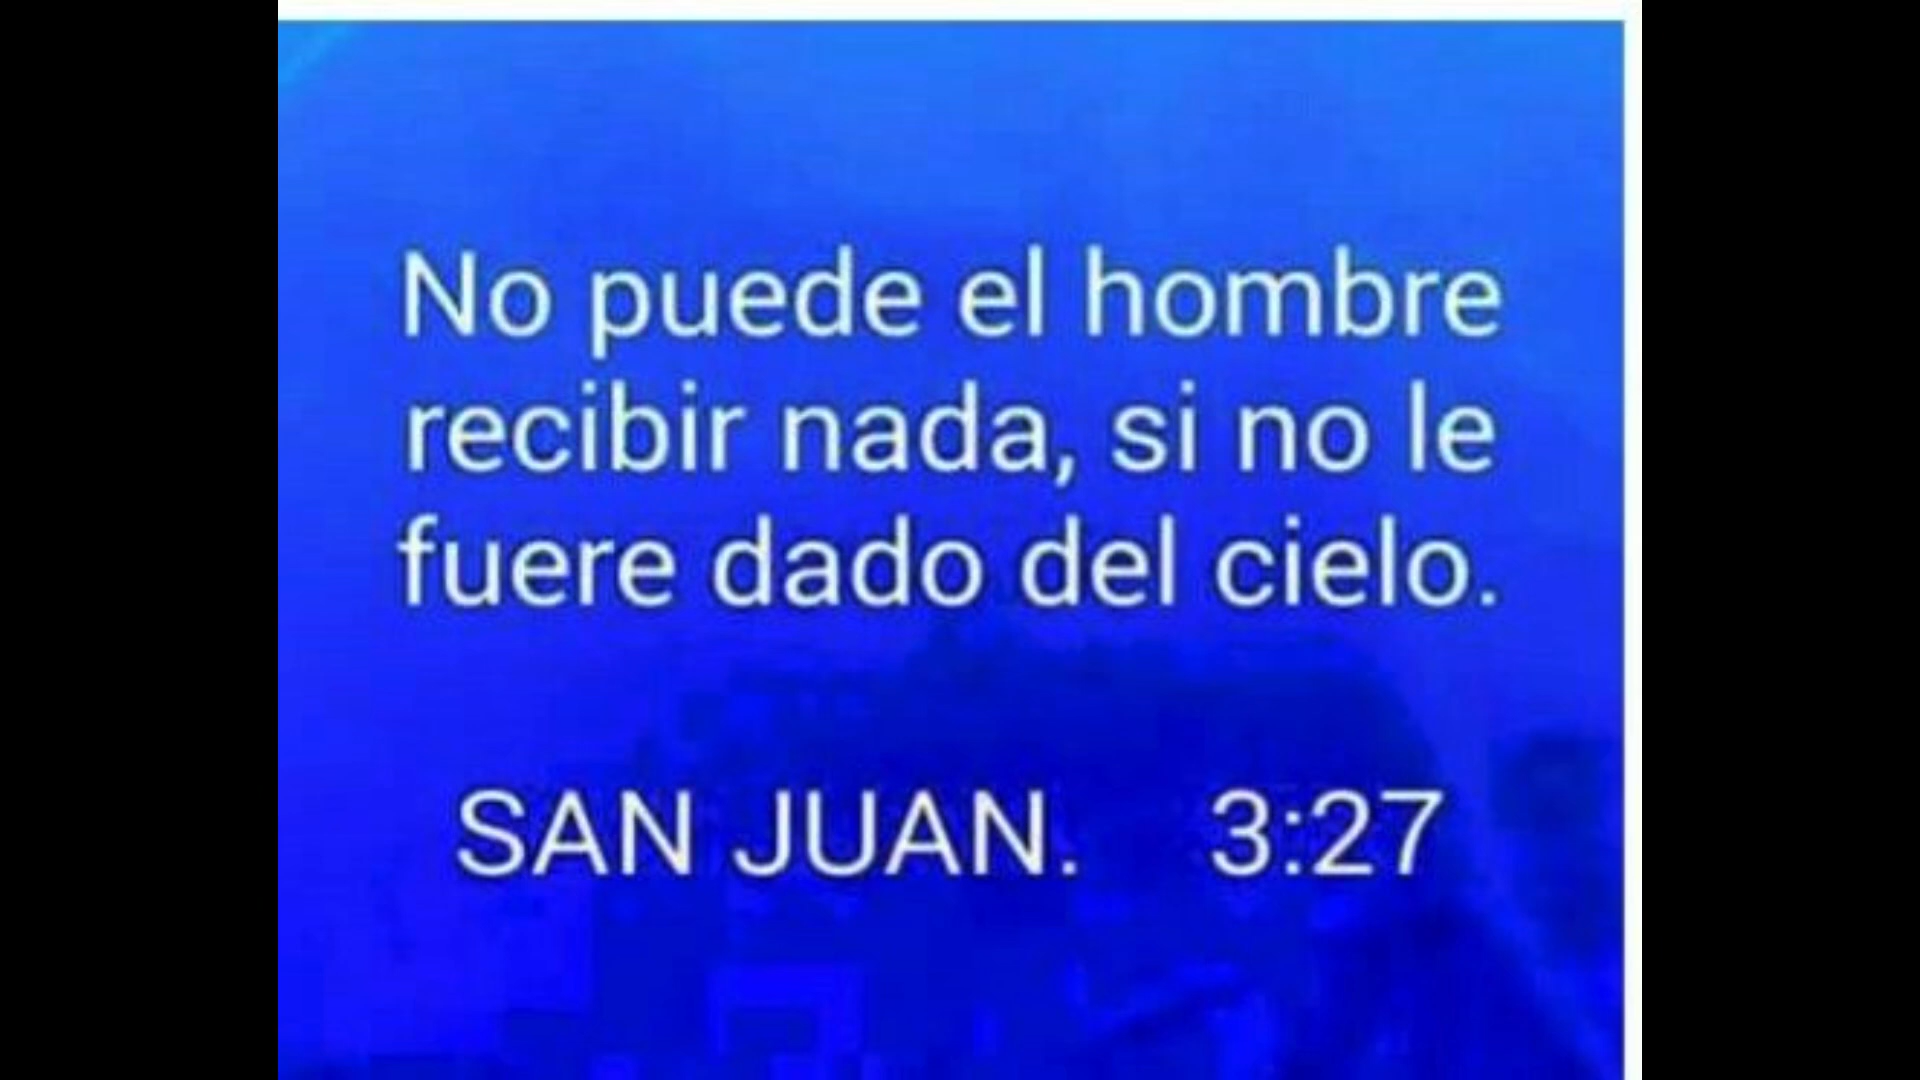 No puede el hombre
recibir nada, si no le
fuere dado del cielo.
SAN JUAN. 3:27